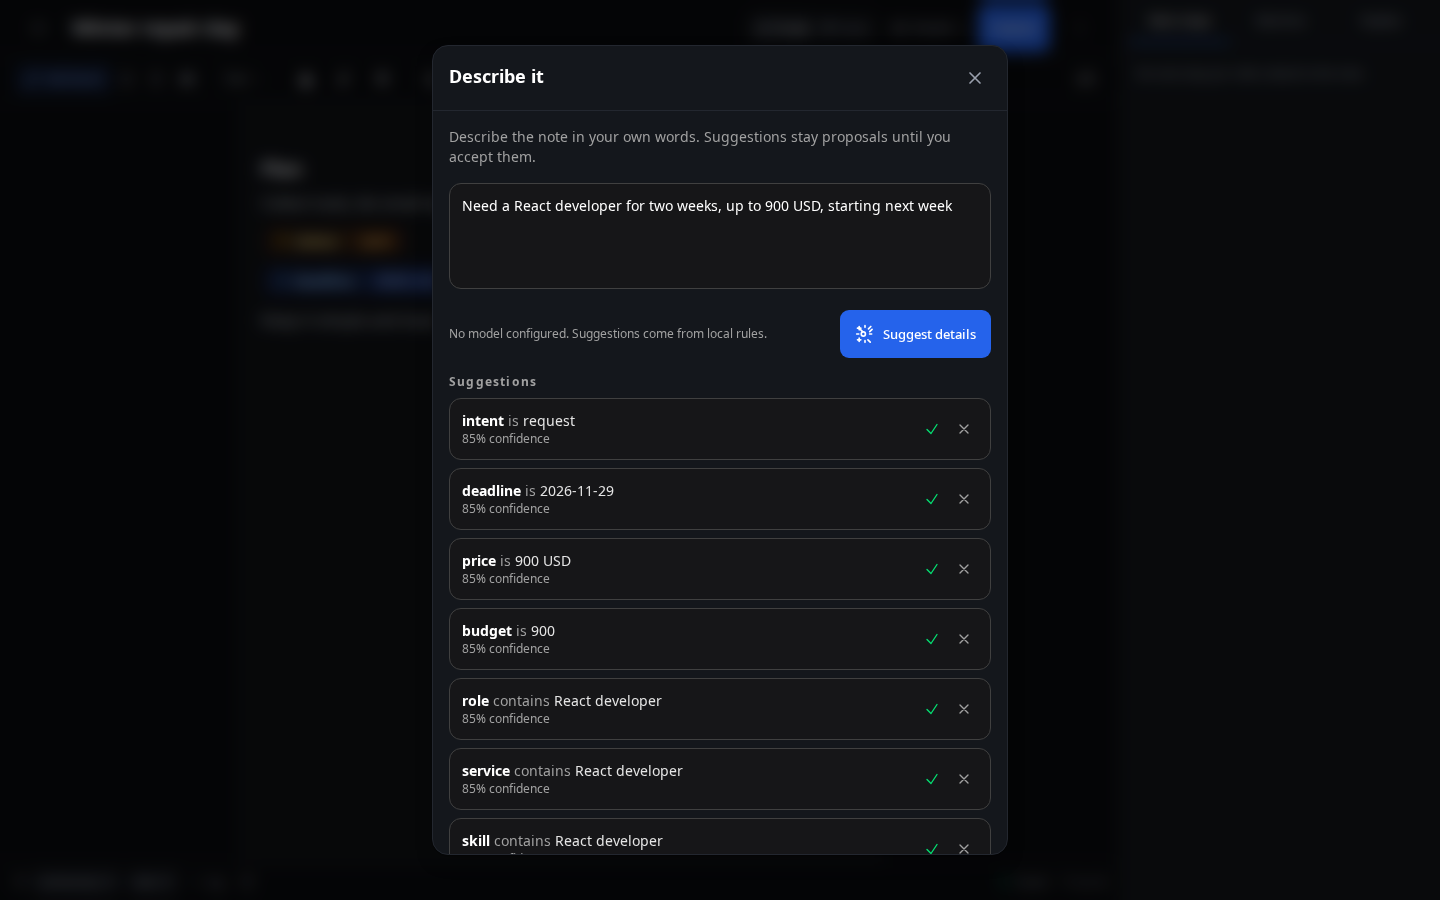 Describe it
Describe the note in your own words. Suggestions stay proposals until you
accept them.
Need a React developer for two weeks, up to 900 USD, starting next week
No model configured. Suggestions come from local rules.
Suggest details
Suggestions
intent is request
85% confidence
deadline is 2026-11-29
85% confidence
price is 900 USD
85% confidence
budget is 900
85% confidence
role contains React developer
85% confidence
service contains React developer
85% confidence
skill contains React developer